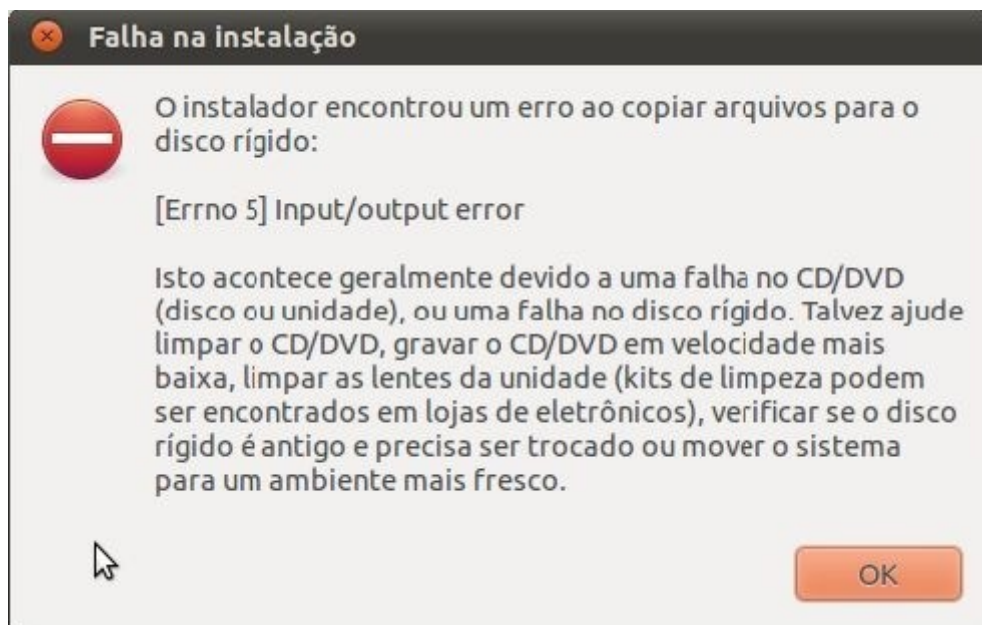 Falha na instalação
O instalador encontrou um erro ao copiar arquivos para o
disco rígido:
[Errno 5] Input/output error
Isto acontece geralmente devido a uma falha no CD/DVD
(disco ou unidade), ou uma falha no disco rígido. Talvez ajude
limpar o CD/DVD, gravar o CD/DVD em velocidade mais
baixa, limpar as lentes da unidade (kits de limpeza podem
ser encontrados em lojas de eletrônicos), verificar se o disco
rígido é antigo e precisa ser trocado ou mover o sistema
para um ambiente mais fresco.
OK